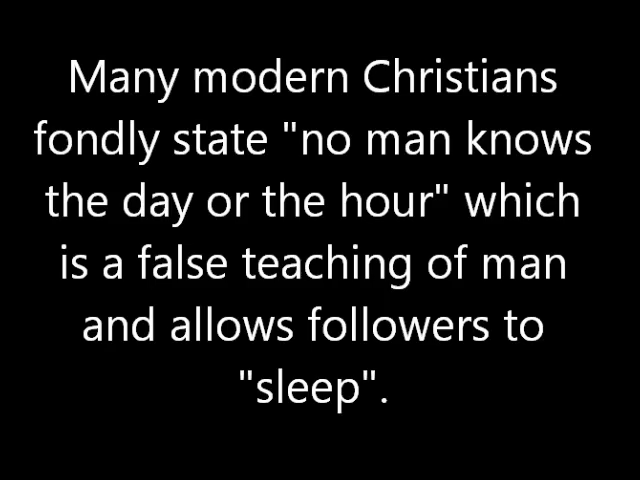 Many modern Christians
fondly state "no man knows
the day or the hour" which
is a false teaching of man
and allows followers to
"sleep".